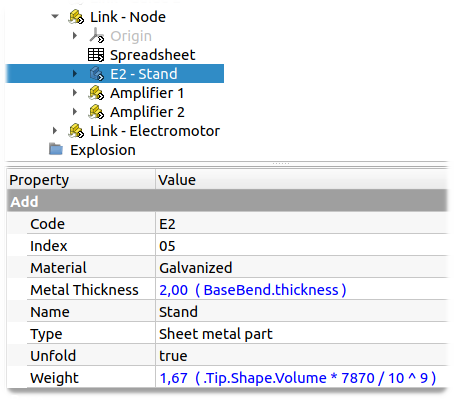 Link - Node
Origin
Spreadsheet
E2 - Stand
Amplifier 1
Amplifier 2
Link - Electromotor
Explosion
Property Value
Add
Code E2
Index 05
Material Galvanized
Metal Thickness 2,00 ( BaseBend.thickness )
Name Stand
Type Sheet metal part
Unfold true
Weight 1,67 ( .Tip.Shape.Volume * 7870 / 10 ^ 9 )